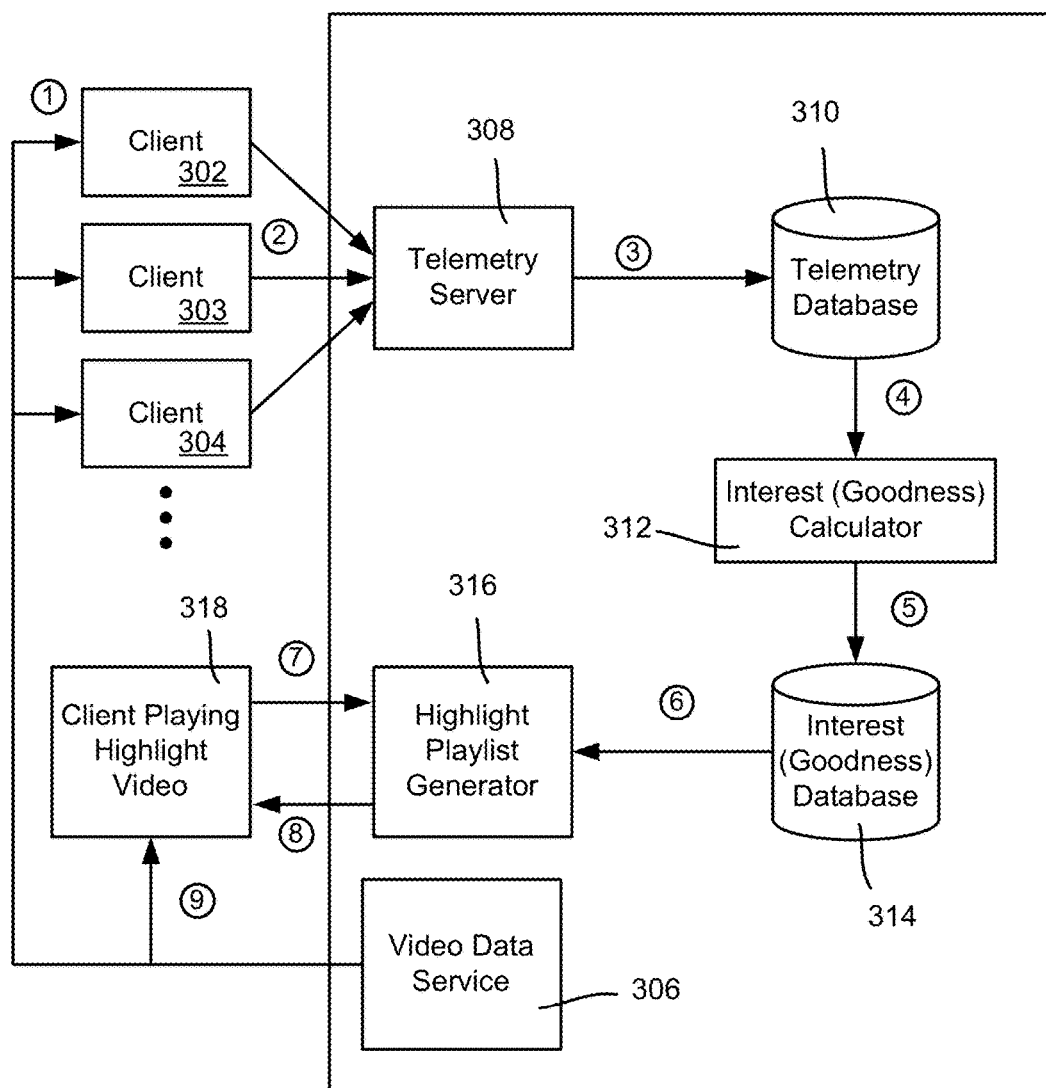 ①
Client
302
308
310
②
Client
303
Telemetry
Server
③
Telemetry
Database
Client
304
④
Interest (Goodness)
Calculator
312
⑤
318
316
⑦
⑥
Client Playing
Highlight
Video
Highlight
Playlist
Generator
Interest
(Goodness)
Database
⑧
⑨
314
Video Data
Service
306